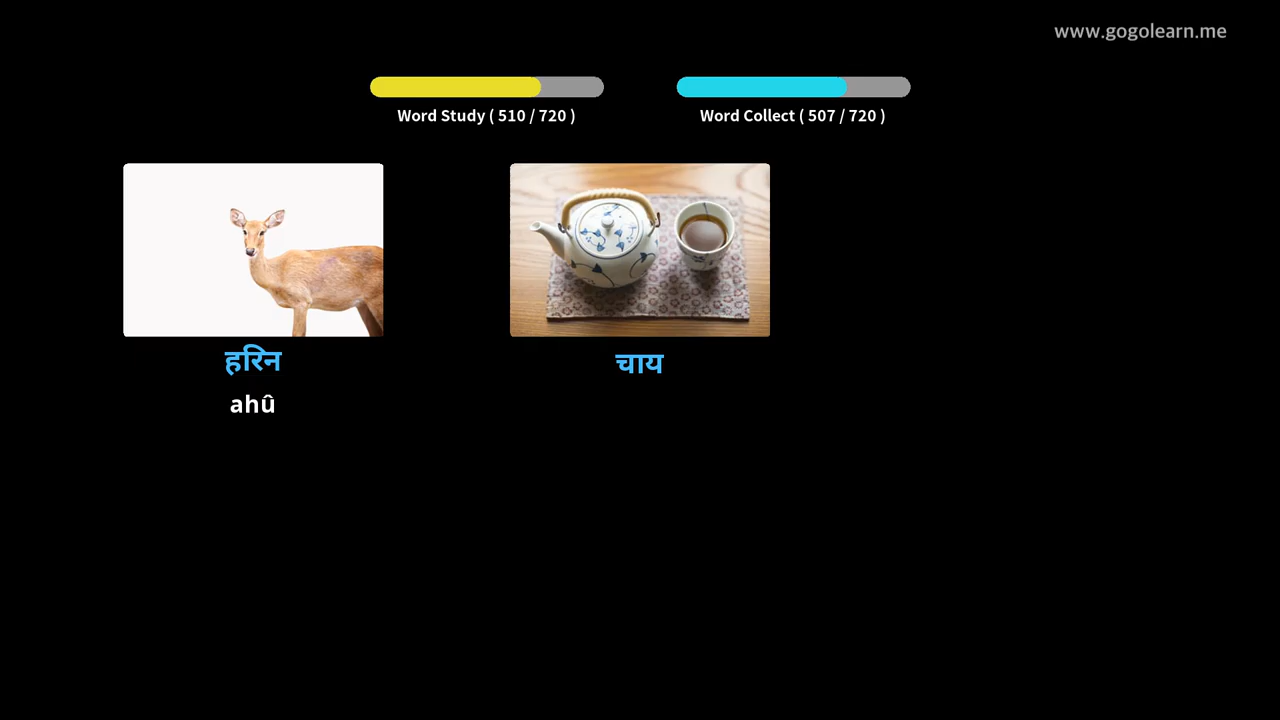 www.gogolearn.me
Word Study ( 510 / 720 )
Word Collect ( 507 / 720 )
हरिन
चाय
ahû